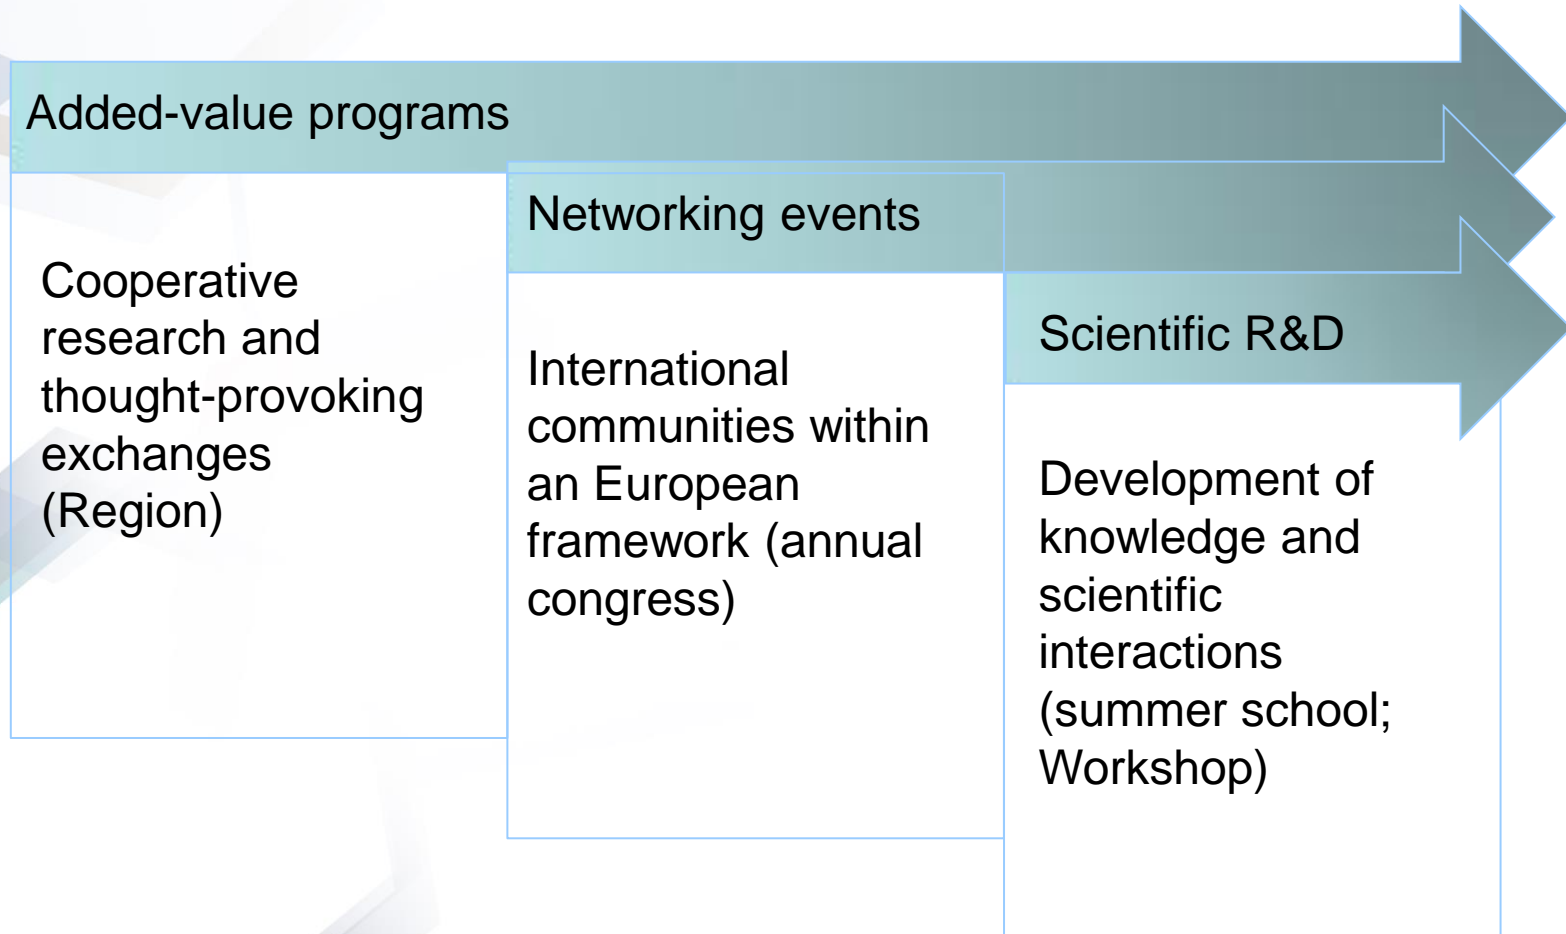 Added-value programs
Cooperative
research and
thought-provoking
exchanges
(Region)
Networking events
International
communities within
an European
framework (annual
congress)
Scientific R&D
Development of
knowledge and
scientific
interactions
(summer school;
Workshop)